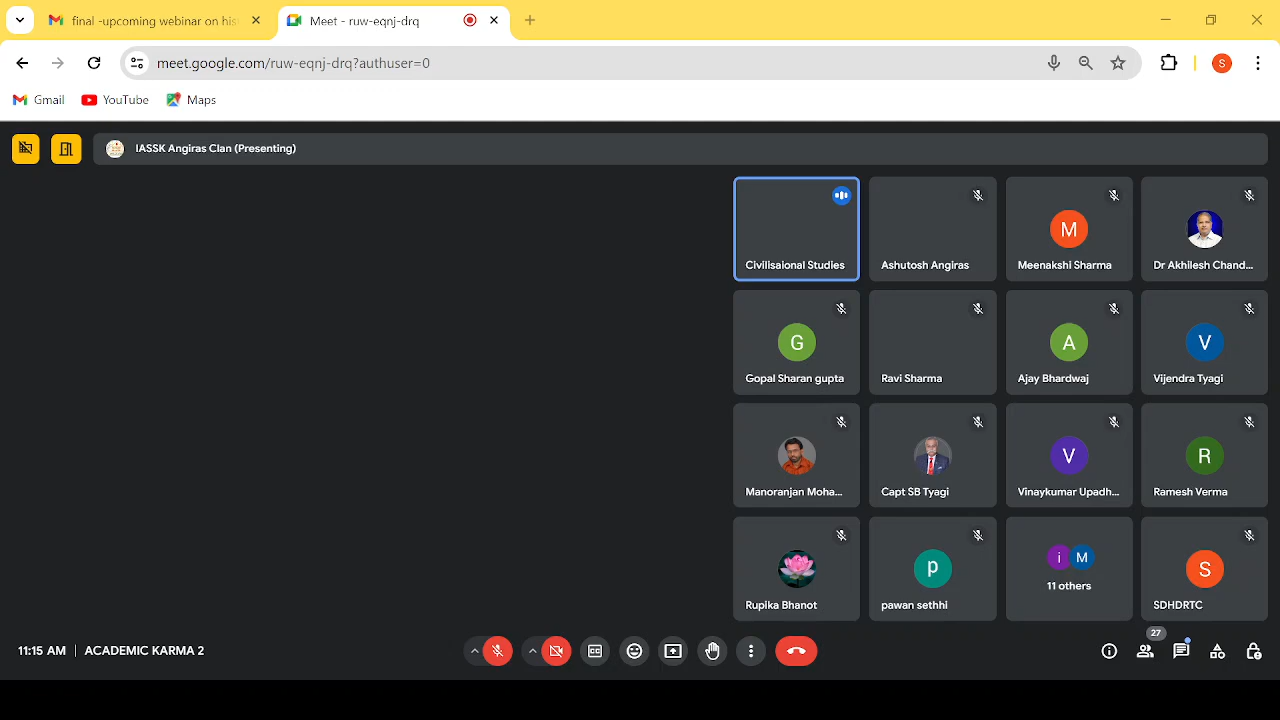 final -upcoming webinar on his
Meet - ruw-eqnj-drq
meet.google.com/ruw-eqnj-drq?authuser=0
S
Gmail
YouTube
Maps
IASSK Angiras Clan (Presenting)
Civilisaional Studies
Ashutosh Angiras
M
Meenakshi Sharma
Dr Akhilesh Chand...
G
Gopal Sharan gupta
Ravi Sharma
A
Ajay Bhardwaj
V
Vijendra Tyagi
Manoranjan Moha...
Capt SB Tyagi
V
Vinaykumar Upadh...
R
Ramesh Verma
Rupika Bhanot
p
pawan sethhi
i M
11 others
S
SDHDRTC
11:15 AM | ACADEMIC KARMA 2
27